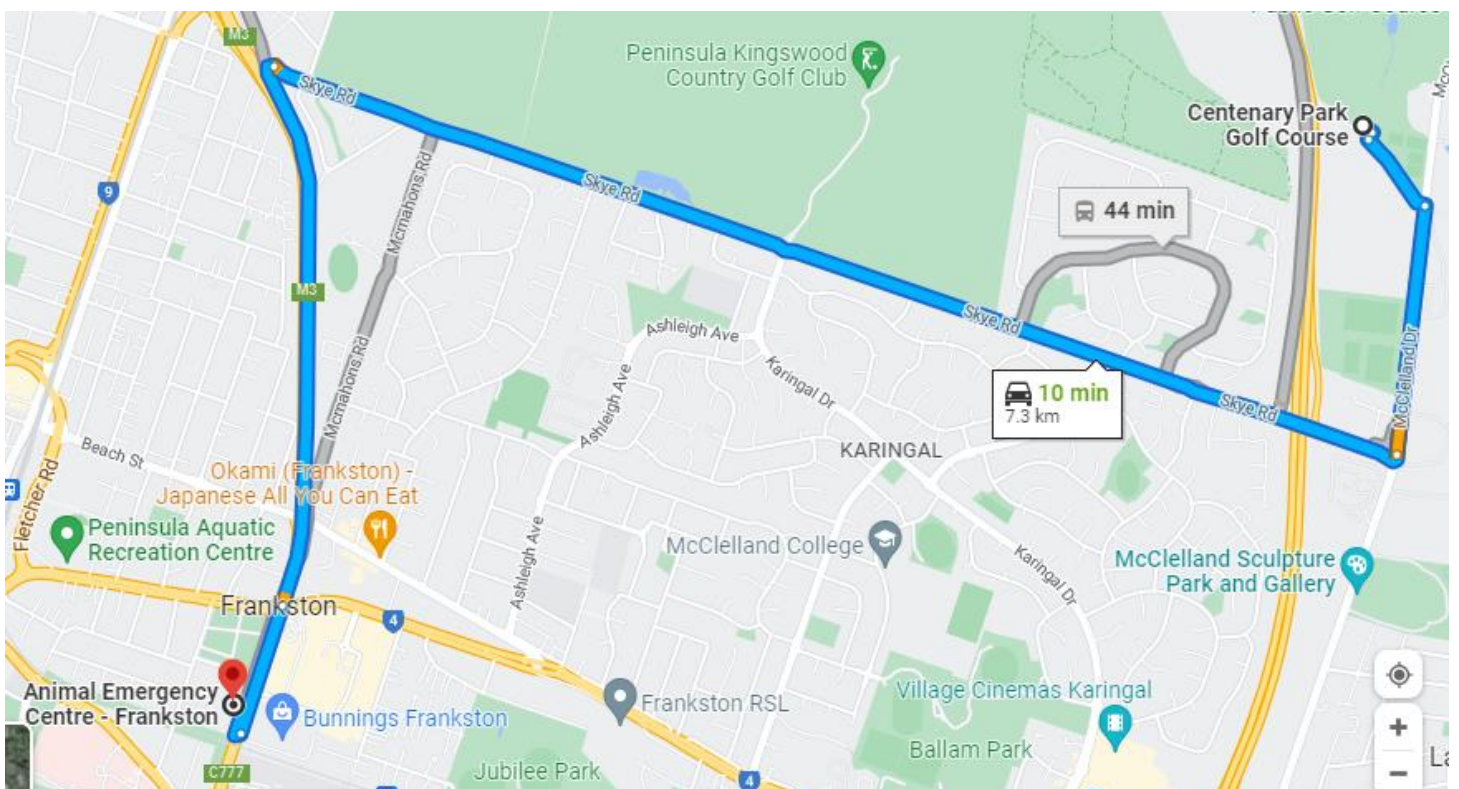 M3
Peninsula Kingswood
Country Golf Club
Centenary Park
Golf Course
Skye Rd
9
Mcmahons Rd
Skye Rd
44 min
M3
Skye Rd
Ashleigh Ave
Karingal Dr
10 min
7.3 km
Skye Rd
McClelland Dr
Mcmahons Rd
Ashleigh Ave
Beach St
KARINGAL
Fletcher Rd
Okami (Frankston) -
Japanese All You Can Eat
Peninsula Aquatic
Recreation Centre
McClelland College
Ashleigh Ave
Karingal Dr
McClelland Sculpture
Park and Gallery
Frankston
4
Animal Emergency
Centre - Frankston
Bunnings Frankston
Frankston RSL
Village Cinemas Karingal
Ballam Park
C777
Jubilee Park
4
+
−